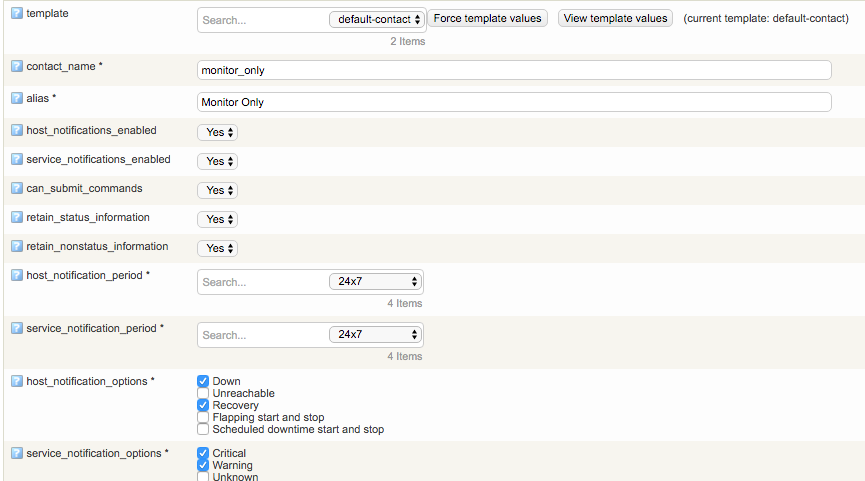 ? template Search... default-contact Force template values View template values (current template: default-contact)
2 Items
? contact_name * monitor_only
? alias * Monitor Only
? host_notifications_enabled Yes
? service_notifications_enabled Yes
? can_submit_commands Yes
? retain_status_information Yes
? retain_nonstatus_information Yes
? host_notification_period * Search... 24x7
4 Items
? service_notification_period * Search... 24x7
4 Items
? host_notification_options * Down
Unreachable
Recovery
Flapping start and stop
Scheduled downtime start and stop
? service_notification_options * Critical
Warning
Unknown